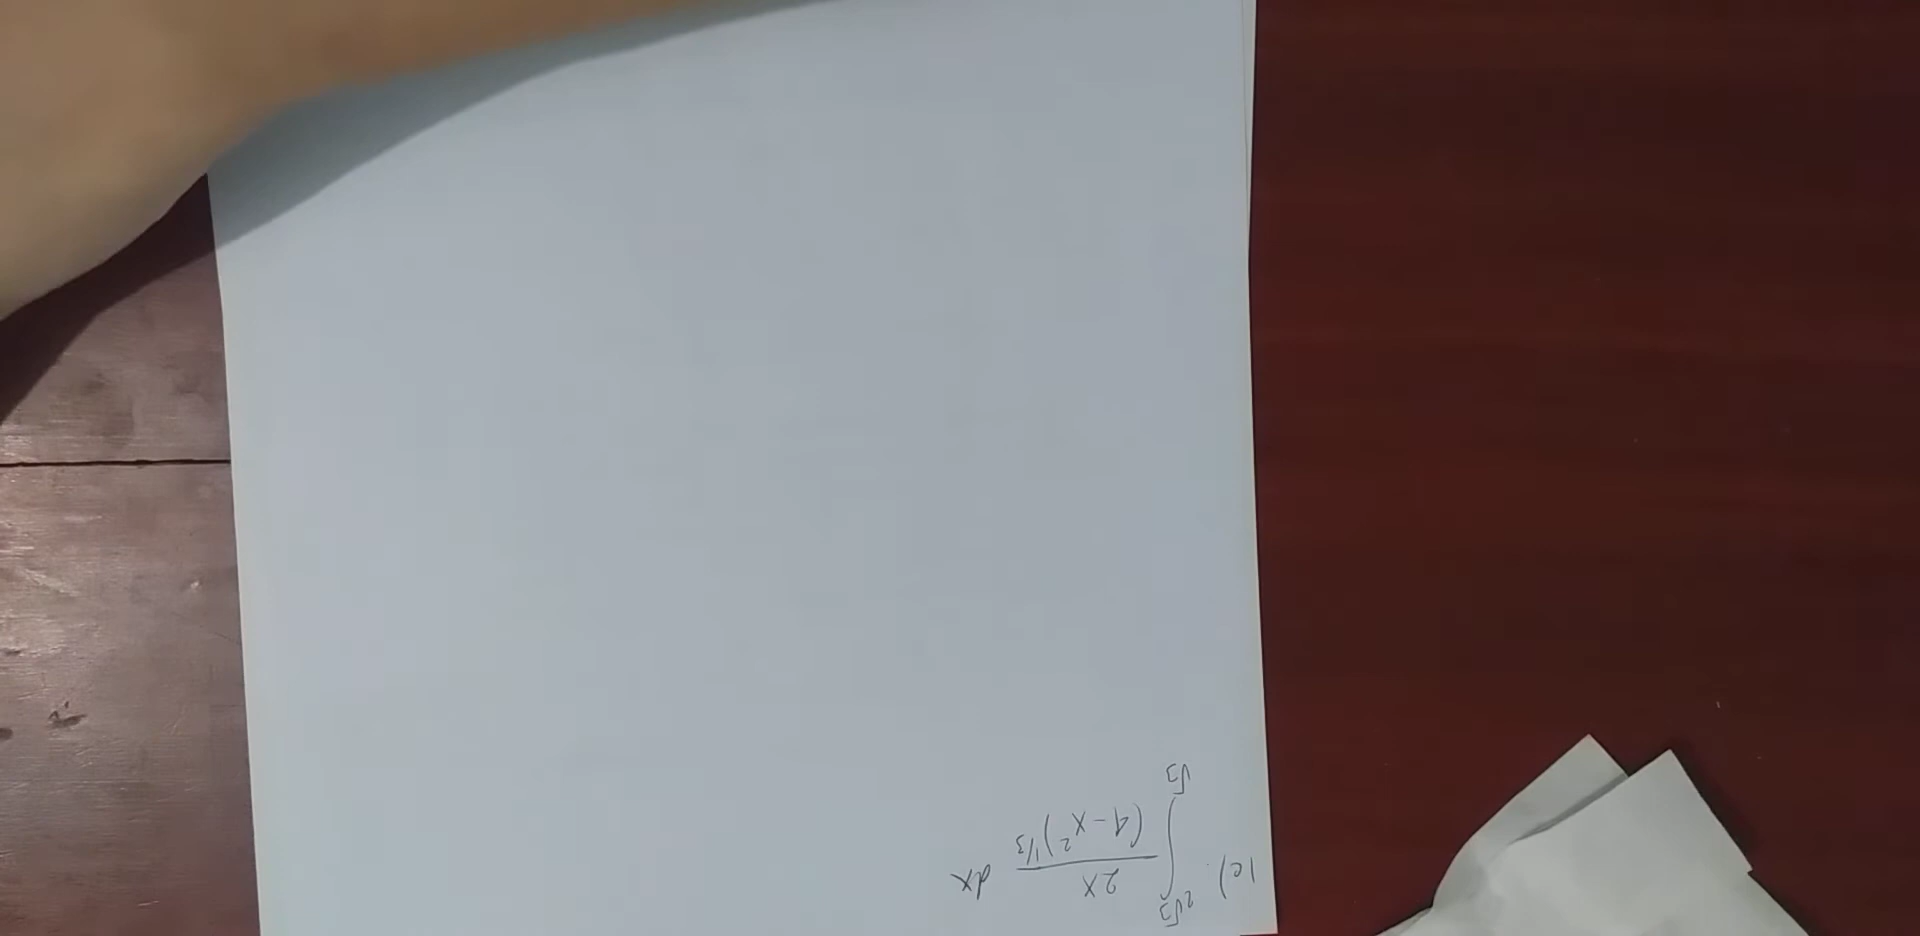 1c). ∫_{√3}^{2√3} 2x/(4-x²)^{1/3} dx